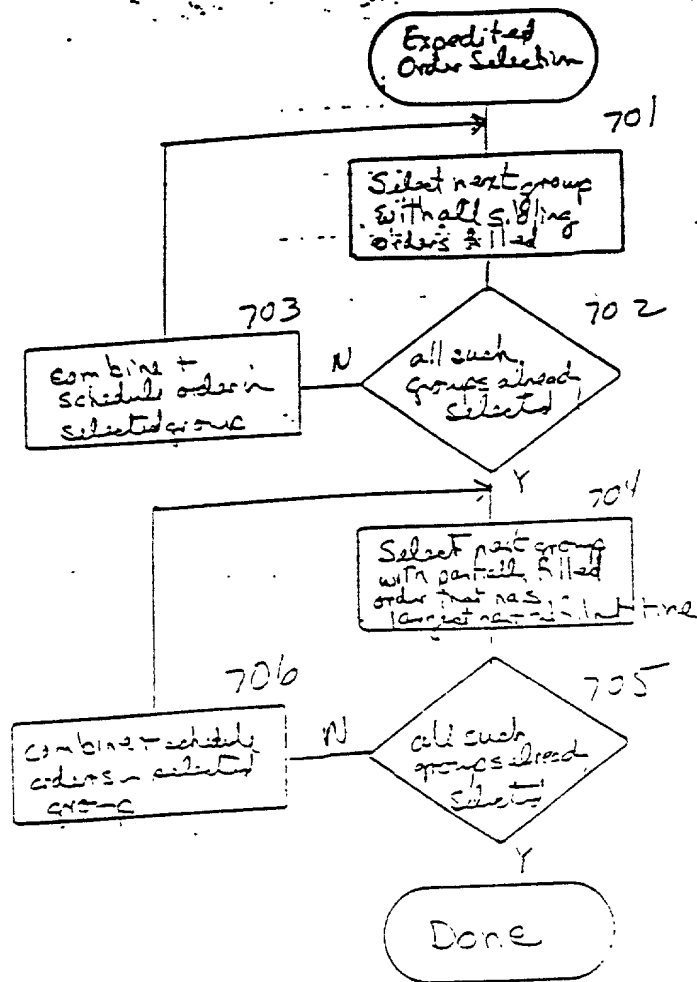 Expedited
Order Selection
701
Select next group
with all sibling
orders filled
702
all such
groups already
selected
703
N
combine +
schedule order in
selected group
Y
704
Select next group
with partially filled
order that has
largest
time
705
all such
groups already
selected
706
N
combine + schedule
orders in selected
group
Y
Done